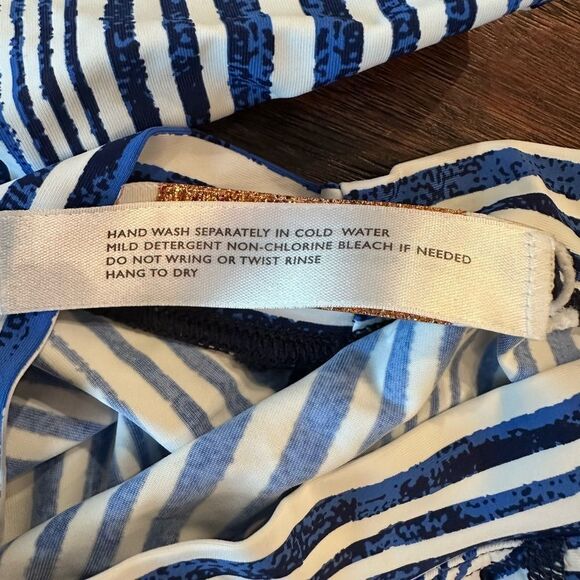 HAND WASH SEPARATELY IN COLD WATER
MILD DETERGENT NON-CHLORINE BLEACH IF NEEDED
DO NOT WRING OR TWIST RINSE
HANG TO DRY